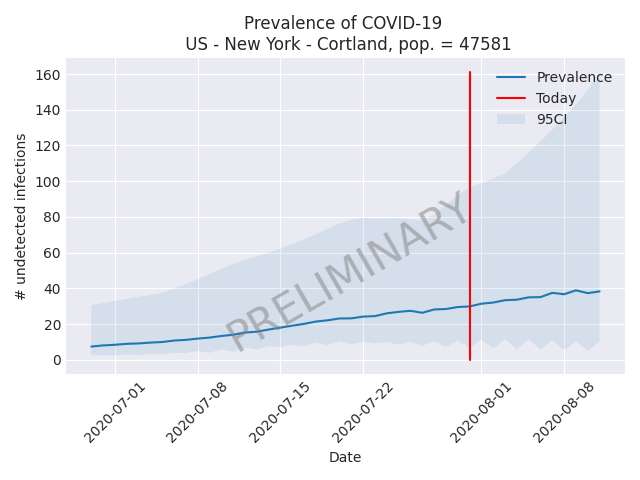 Prevalence of COVID-19
US - New York - Cortland, pop. = 47581
# undetected infections
160
140
120
100
80
60
40
20
0
Prevalence
Today
95CI
PRELIMINARY
2020-07-01
2020-07-08
2020-07-15
2020-07-22
2020-08-01
2020-08-08
Date